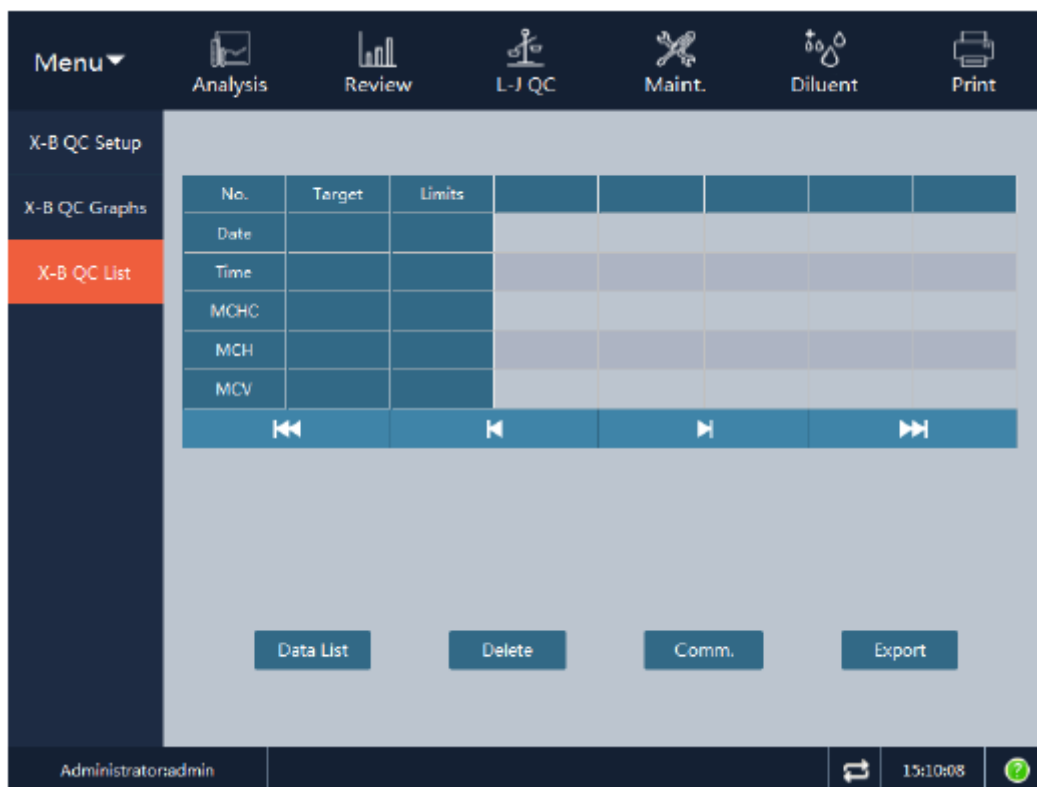 Menu
Analysis
Review
L-J QC
Maint.
Diluent
Print
X-B QC Setup
X-B QC Graphs
X-B QC List
No. Target Limits
Date
Time
MCHC
MCH
MCV
Data List
Delete
Comm.
Export
Administrator:admin
15:10:08
?